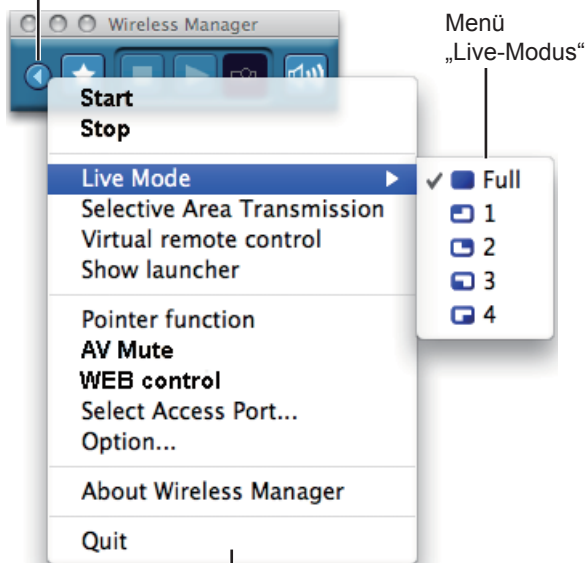 Wireless Manager
Menü
„Live-Modus“
Start
Stop
Live Mode
Selective Area Transmission
Virtual remote control
Show launcher
Pointer function
AV Mute
WEB control
Select Access Port...
Option...
About Wireless Manager
Quit
Full
1
2
3
4